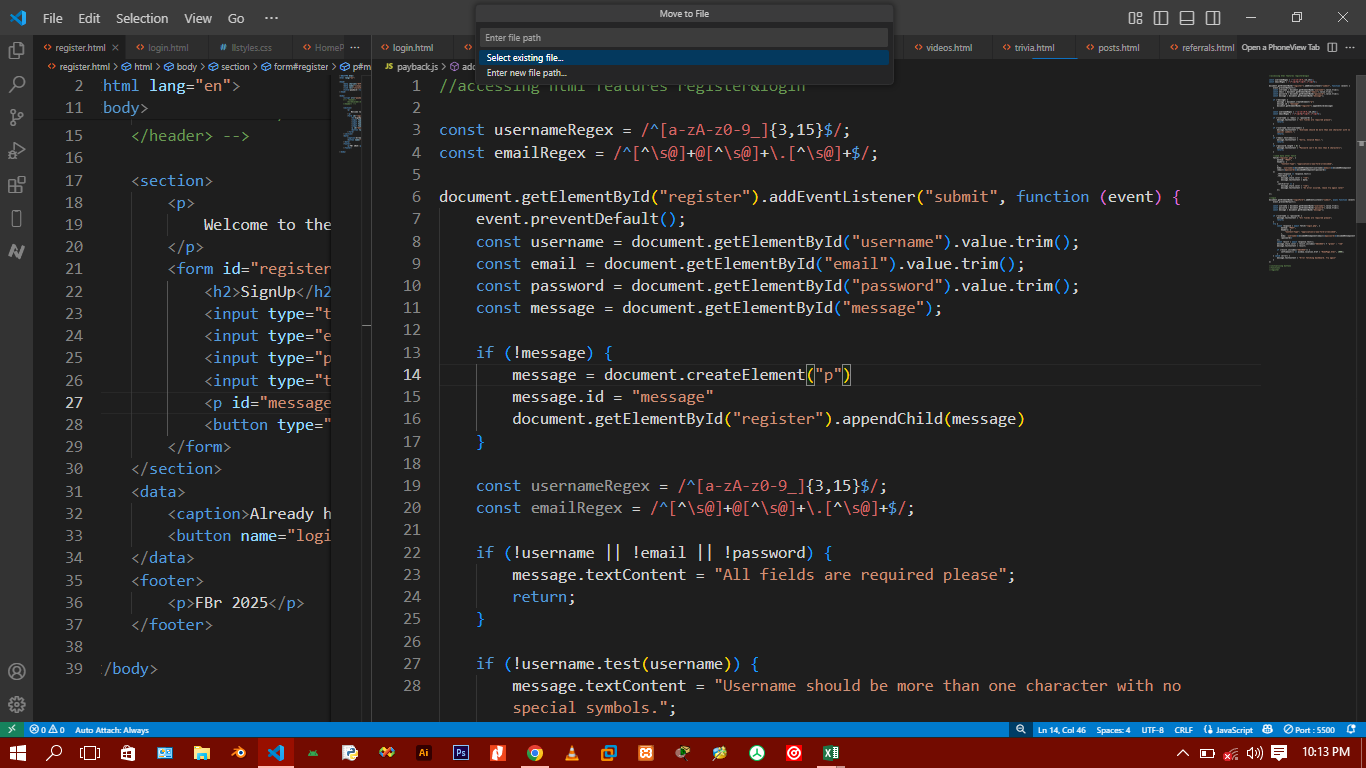 File Edit Selection View Go ···
Move to File
Enter file path
Select existing file...
Enter new file path...
register.html
login.html
# llstyles.css
HomeP
login.html
videos.html
trivia.html
posts.html
referrals.html
Open a PhoneView Tab
register.html > html > body > section > form#register > p#m
JS payback.js > add
2 html lang="en">
11 body>
15 </header> -->
16
17 <section>
18 <p>
19 Welcome to the
20 </p>
21 <form id="register
22 <h2>SignUp</h2
23 <input type="t
24 <input type="e
25 <input type="p
26 <input type="t
27 <p id="message
28 <button type="
29 </form>
30 </section>
31 <data>
32 <caption>Already h
33 <button name="logi
34 </data>
35 <footer>
36 <p>FBr 2025</p>
37 </footer>
38
39 /body>
1 //accessing html features register&login
2
3 const usernameRegex = /^[a-zA-z0-9_]{3,15}$/;
4 const emailRegex = /^[^\s@]+@[^\s@]+\.[^\s@]+$/;
5
6 document.getElementById("register").addEventListener("submit", function (event) {
7 event.preventDefault();
8 const username = document.getElementById("username").value.trim();
9 const email = document.getElementById("email").value.trim();
10 const password = document.getElementById("password").value.trim();
11 const message = document.getElementById("message");
12
13 if (!message) {
14 message = document.createElement("p")
15 message.id = "message"
16 document.getElementById("register").appendChild(message)
17 }
18
19 const usernameRegex = /^[a-zA-z0-9_]{3,15}$/;
20 const emailRegex = /^[^\s@]+@[^\s@]+\.[^\s@]+$/;
21
22 if (!username || !email || !password) {
23 message.textContent = "All fields are required please";
24 return;
25 }
26
27 if (!username.test(username)) {
28 message.textContent = "Username should be more than one character with no
special symbols.";
0 0 Auto Attach: Always
Ln 14, Col 46 Spaces: 4 UTF-8 CRLF JavaScript Port : 5500
Ai
Ps
10:13 PM